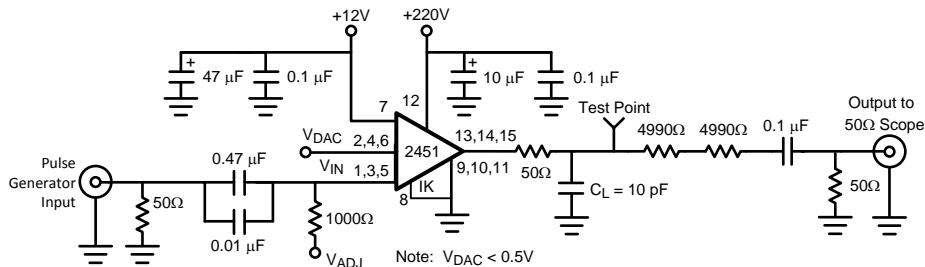 +12V
+220V
47 μF
0.1 μF
10 μF
0.1 μF
7
12
Test Point
Output to
50Ω Scope
VDAC
2,4,6
2451
13,14,15
4990Ω
4990Ω
0.1 μF
Pulse
Generator
Input
0.47 μF
VIN
1,3,5
9,10,11
50Ω
8
IK
CL = 10 pF
50Ω
50Ω
0.01 μF
1000Ω
VADJ
Note: VDAC < 0.5V